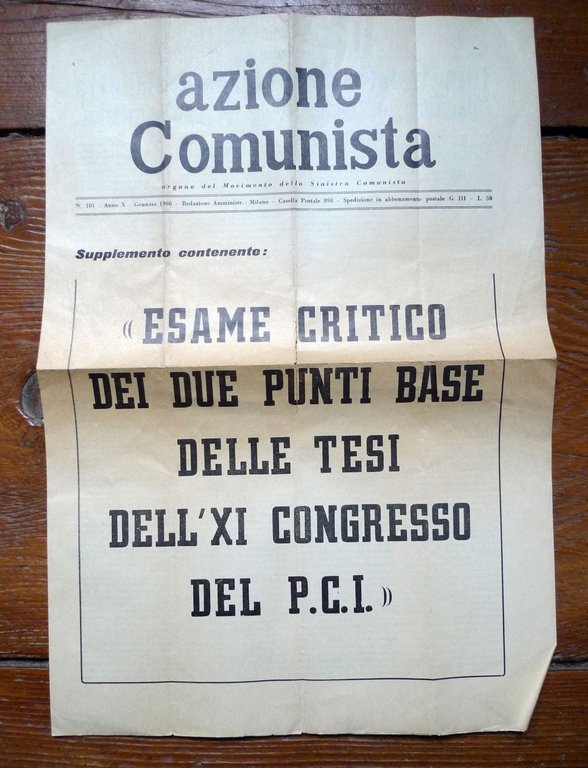 azione
Comunista
organo del Movimento della Sinistra Comunista
N. 101 - Anno X - Gennaio 1966 - Redazione Amministr. - Milano - Casella Postale 890 - Spedizione in abbonamento postale G. III - L. 50
Supplemento contenente:
« ESAME CRITICO
DEI DUE PUNTI BASE
DELLE TESI
DELL'XI CONGRESSO
DEL P.C.I. »